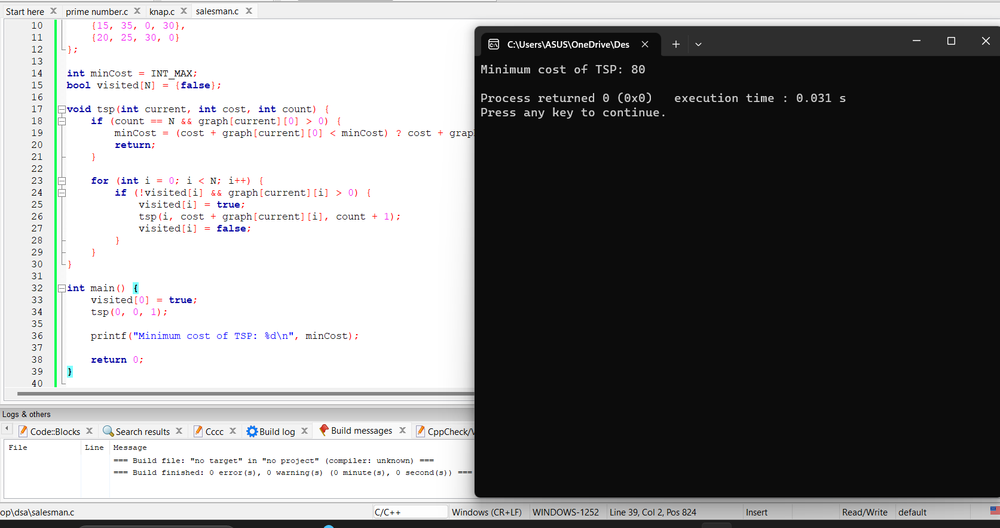 Start here X prime number.c X knap.c X salesman.c X
10 {15, 35, 0, 30},
11 {20, 25, 30, 0}
12 };
13
14 int minCost = INT_MAX;
15 bool visited[N] = {false};
16
17 void tsp(int current, int cost, int count) {
18 if (count == N && graph[current][0] > 0) {
19 minCost = (cost + graph[current][0] < minCost) ? cost + grap
20 return;
21 }
22
23 for (int i = 0; i < N; i++) {
24 if (!visited[i] && graph[current][i] > 0) {
25 visited[i] = true;
26 tsp(i, cost + graph[current][i], count + 1);
27 visited[i] = false;
28 }
29 }
30 }
31
32 int main() {
33 visited[0] = true;
34 tsp(0, 0, 1);
35
36 printf("Minimum cost of TSP: %d\n", minCost);
37
38 return 0;
39 }
40
C:\Users\ASUS\OneDrive\Des
Minimum cost of TSP: 80
Process returned 0 (0x0) execution time : 0.031 s
Press any key to continue.
Logs & others
Code::Blocks X Search results X Cccc X Build log X Build messages X CppCheck/V
File Line Message
=== Build file: "no target" in "no project" (compiler: unknown) ===
=== Build finished: 0 error(s), 0 warning(s) (0 minute(s), 0 second(s)) ===
op\dsa\salesman.c C/C++ Windows (CR+LF) WINDOWS-1252 Line 39, Col 2, Pos 824 Insert Read/Write default